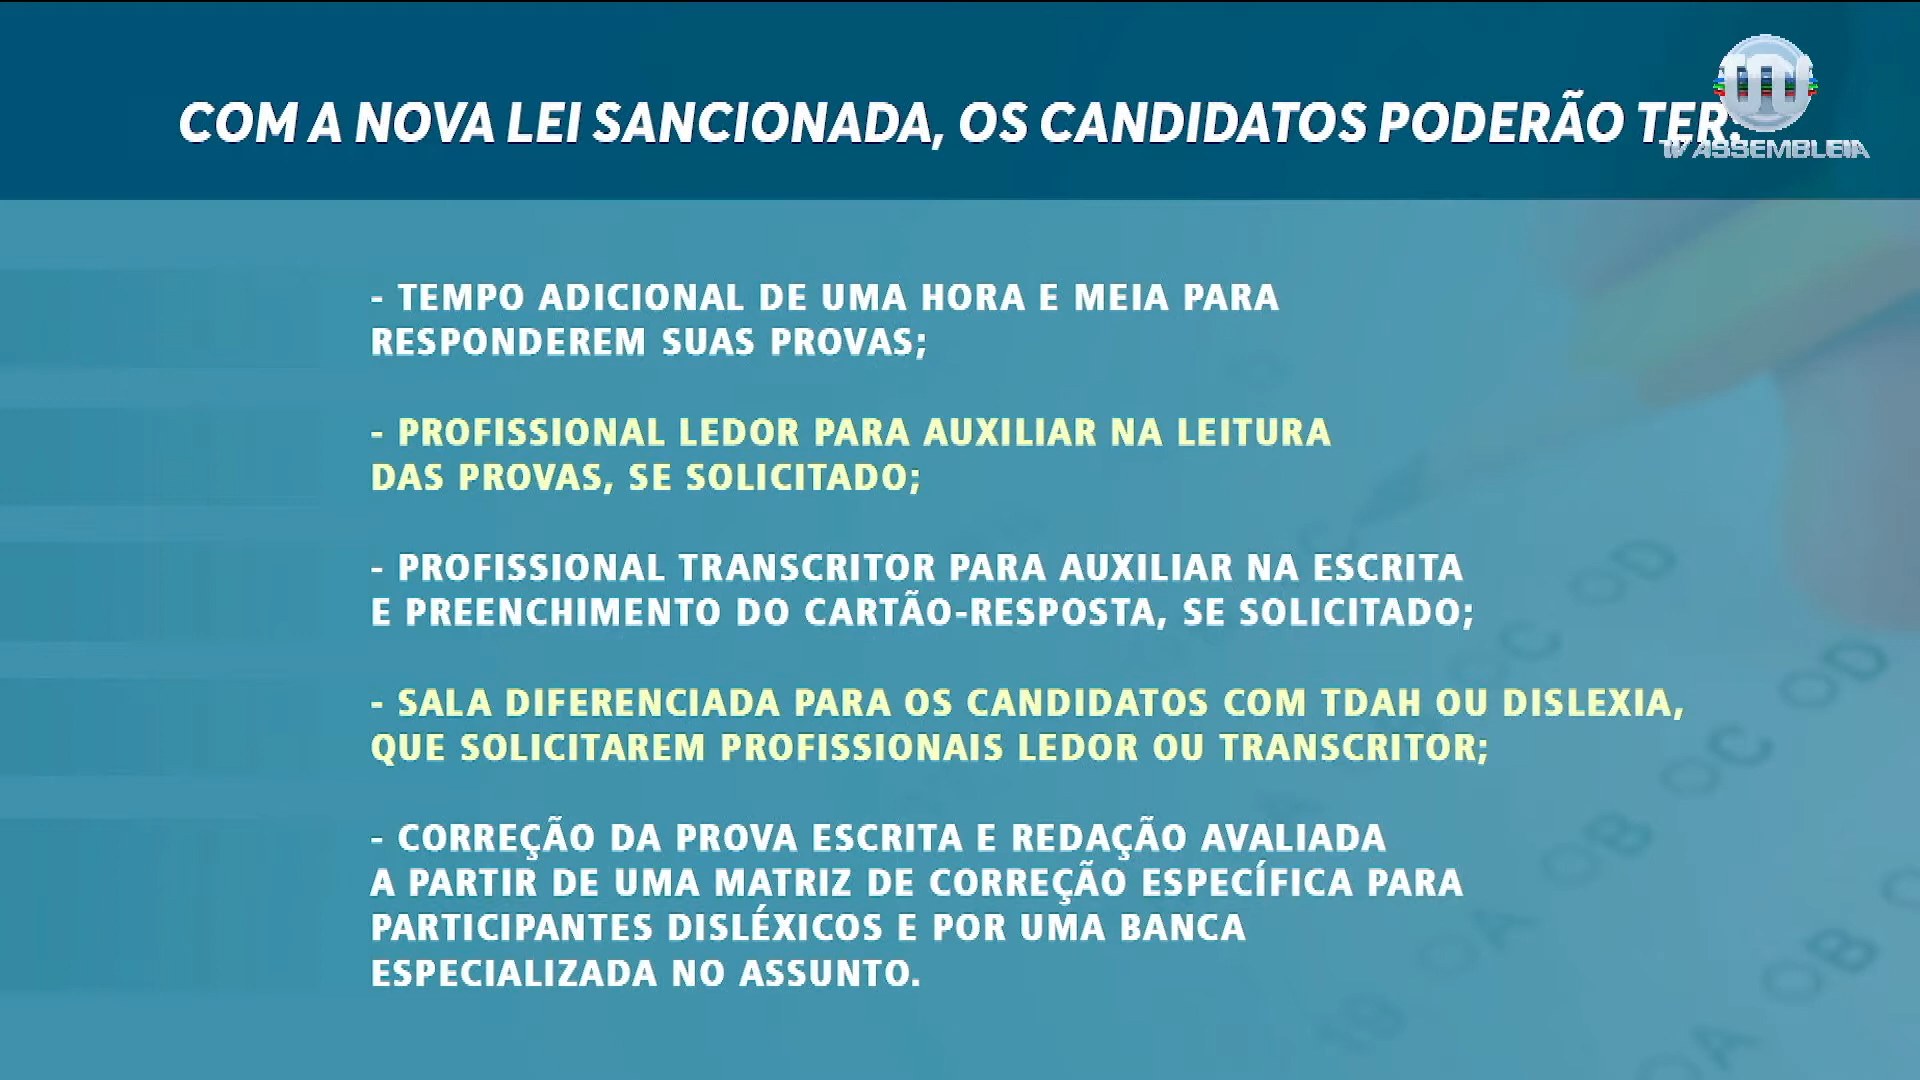 COM A NOVA LEI SANCIONADA, OS CANDIDATOS PODERÃO TER:
TV ASSEMBLEIA
- TEMPO ADICIONAL DE UMA HORA E MEIA PARA
RESPONDEREM SUAS PROVAS;
- PROFISSIONAL LEDOR PARA AUXILIAR NA LEITURA
DAS PROVAS, SE SOLICITADO;
- PROFISSIONAL TRANSCRITOR PARA AUXILIAR NA ESCRITA
E PREENCHIMENTO DO CARTÃO-RESPOSTA, SE SOLICITADO;
- SALA DIFERENCIADA PARA OS CANDIDATOS COM TDAH OU DISLEXIA,
QUE SOLICITAREM PROFISSIONAIS LEDOR OU TRANSCRITOR;
- CORREÇÃO DA PROVA ESCRITA E REDAÇÃO AVALIADA
A PARTIR DE UMA MATRIZ DE CORREÇÃO ESPECÍFICA PARA
PARTICIPANTES DISLÉXICOS E POR UMA BANCA
ESPECIALIZADA NO ASSUNTO.